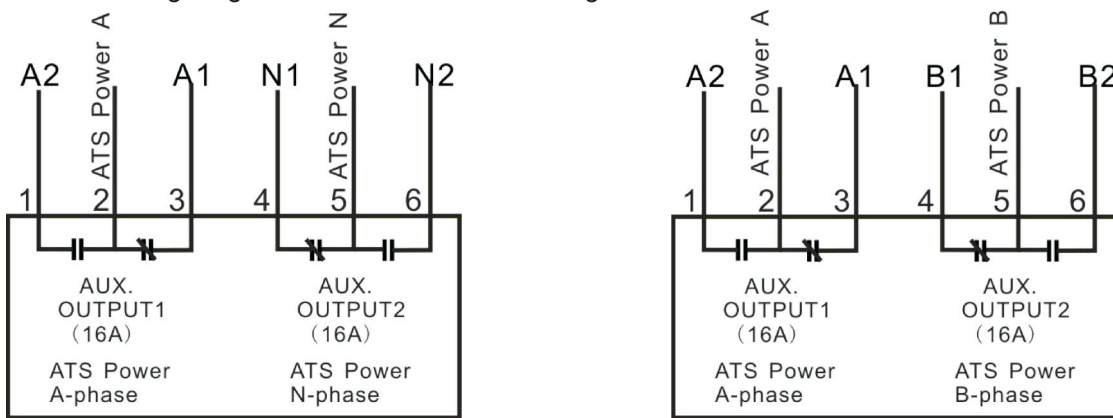 A2
ATS Power A
A1
N1
ATS Power N
N2
1 2 3 4 5 6
AUX.
OUTPUT1
(16A)
ATS Power
A-phase
AUX.
OUTPUT2
(16A)
ATS Power
N-phase
A2
ATS Power A
A1
B1
ATS Power B
B2
1 2 3 4 5 6
AUX.
OUTPUT1
(16A)
ATS Power
A-phase
AUX.
OUTPUT2
(16A)
ATS Power
B-phase